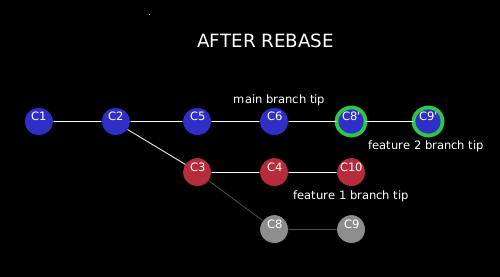 AFTER REBASE
main branch tip
C1 C2 C5 C6 C8' C9'
feature 2 branch tip
C3 C4 C10
feature 1 branch tip
C8 C9